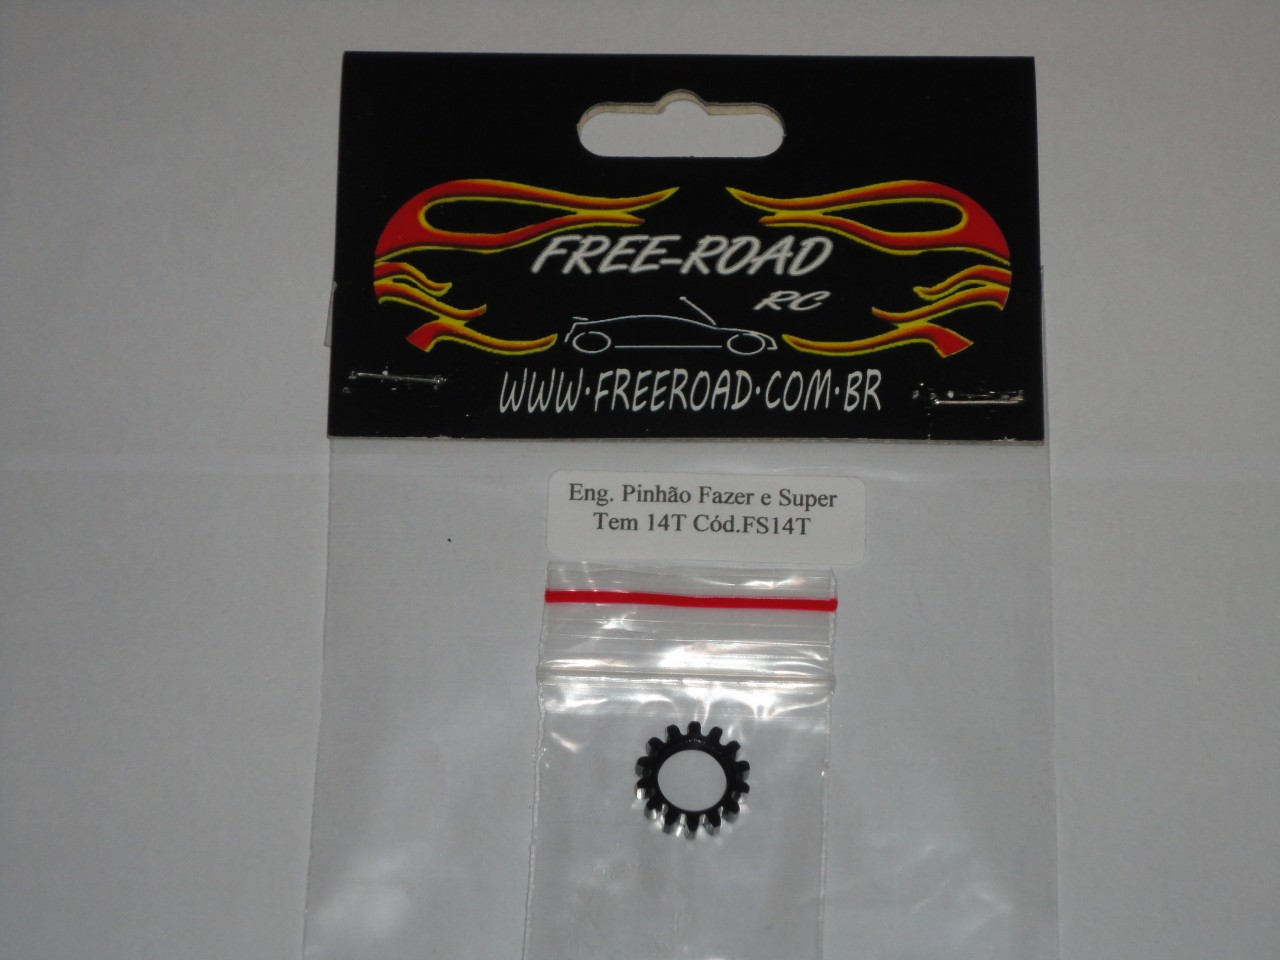 FREE-ROAD
RC
WWW.FREEROAD.COM.BR
Eng. Pinhão Fazer e Super
Tem 14T Cód.FS14T